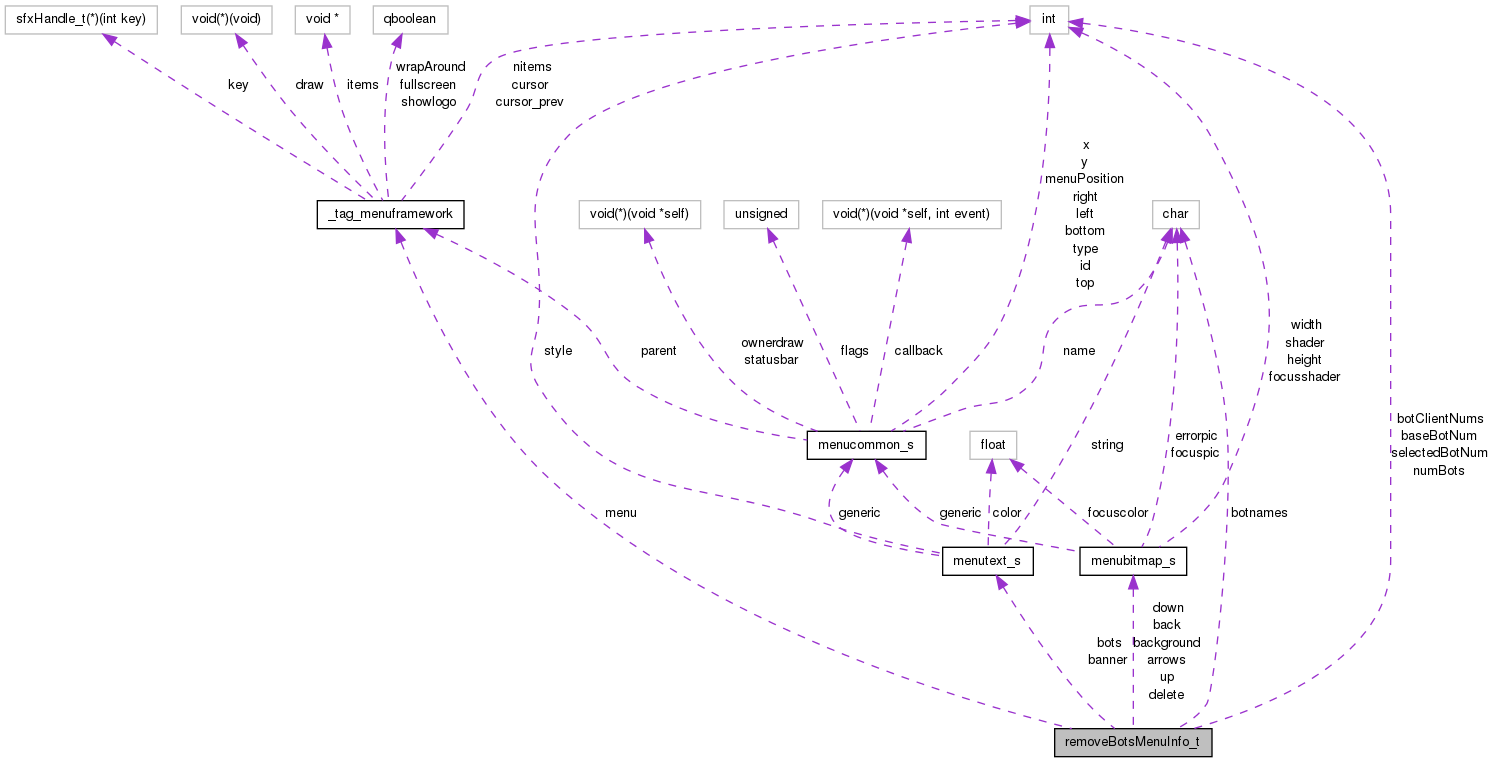 sfxHandle_t(*)(int key)
void(*)(void)
void *
qboolean
int
key
draw
items
wrapAround
fullscreen
showlogo
nitems
cursor
cursor_prev
x
y
menuPosition
right
left
bottom
type
id
top
_tag_menuframework
void(*)(void *self)
unsigned
void(*)(void *self, int event)
char
style
parent
ownerdraw
statusbar
flags
callback
name
width
shader
height
focusshader
menucommon_s
float
string
errorpic
focuspic
botClientNums
baseBotNum
selectedBotNum
numBots
menu
generic
color
generic
focuscolor
botnames
menutext_s
menubitmap_s
bots
banner
down
back
background
arrows
up
delete
removeBotsMenuInfo_t